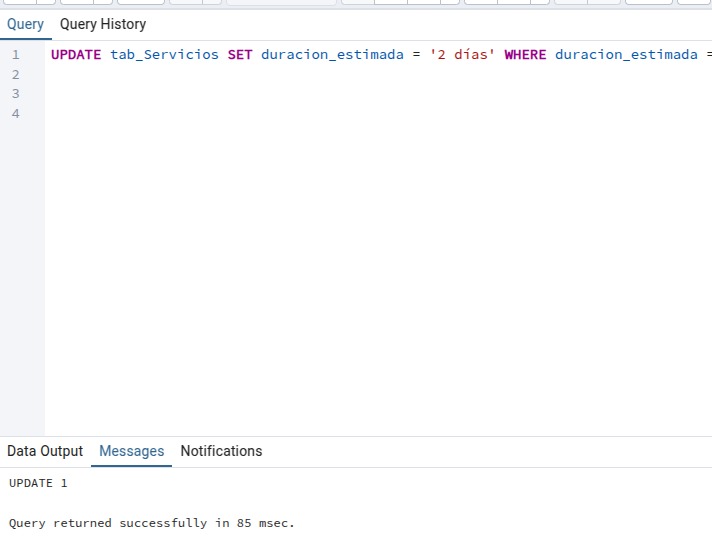 Query Query History
1 UPDATE tab_Servicios SET duracion_estimada = '2 días' WHERE duracion_estimada =
2
3
4
Data Output Messages Notifications
UPDATE 1
Query returned successfully in 85 msec.